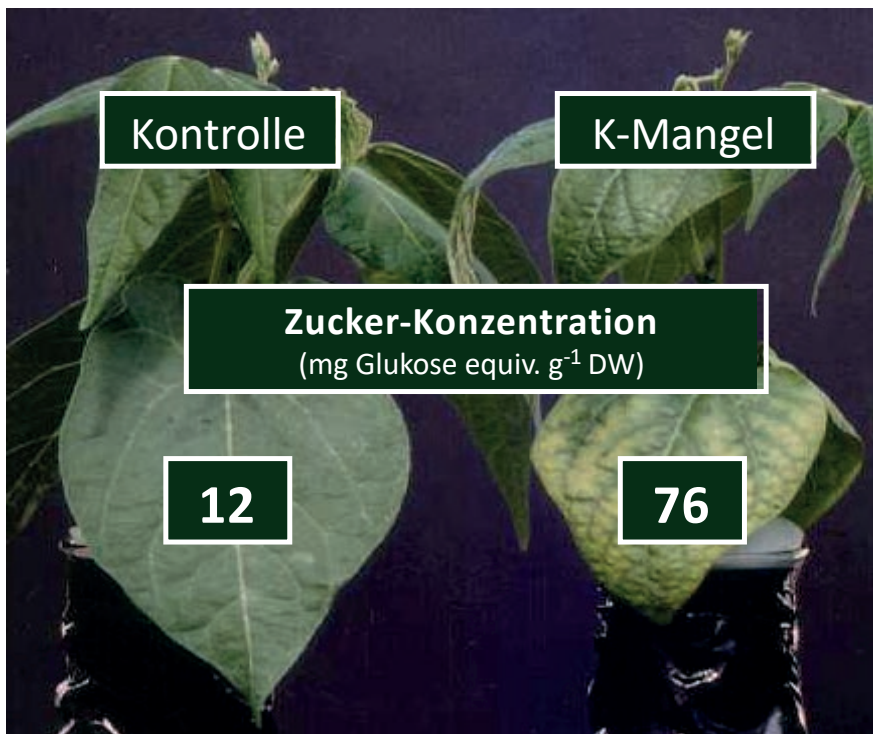 Kontrolle
K-Mangel
Zucker-Konzentration
(mg Glukose equiv. g⁻¹ DW)
12
76